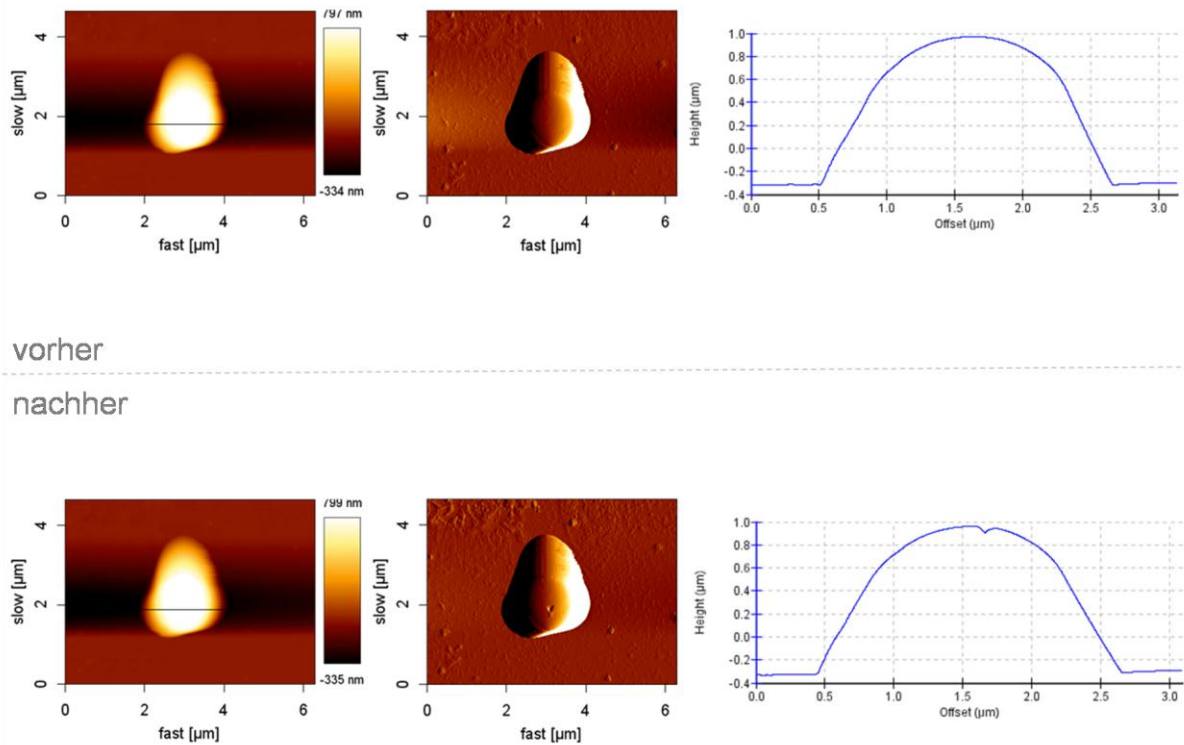 797 nm
4
2
0
slow [µm]
-334 nm
0 2 4 6
fast [µm]
4
2
0
slow [µm]
0 2 4 6
fast [µm]
1.0
0.8
0.6
0.4
0.2
0.0
-0.2
-0.4
Height (µm)
0.0 0.5 1.0 1.5 2.0 2.5 3.0
Offset (µm)
vorher
nachher
799 nm
4
2
0
slow [µm]
-335 nm
0 2 4 6
fast [µm]
4
2
0
slow [µm]
0 2 4 6
fast [µm]
1.0
0.8
0.6
0.4
0.2
0.0
-0.2
-0.4
Height (µm)
0.0 0.5 1.0 1.5 2.0 2.5 3.0
Offset (µm)